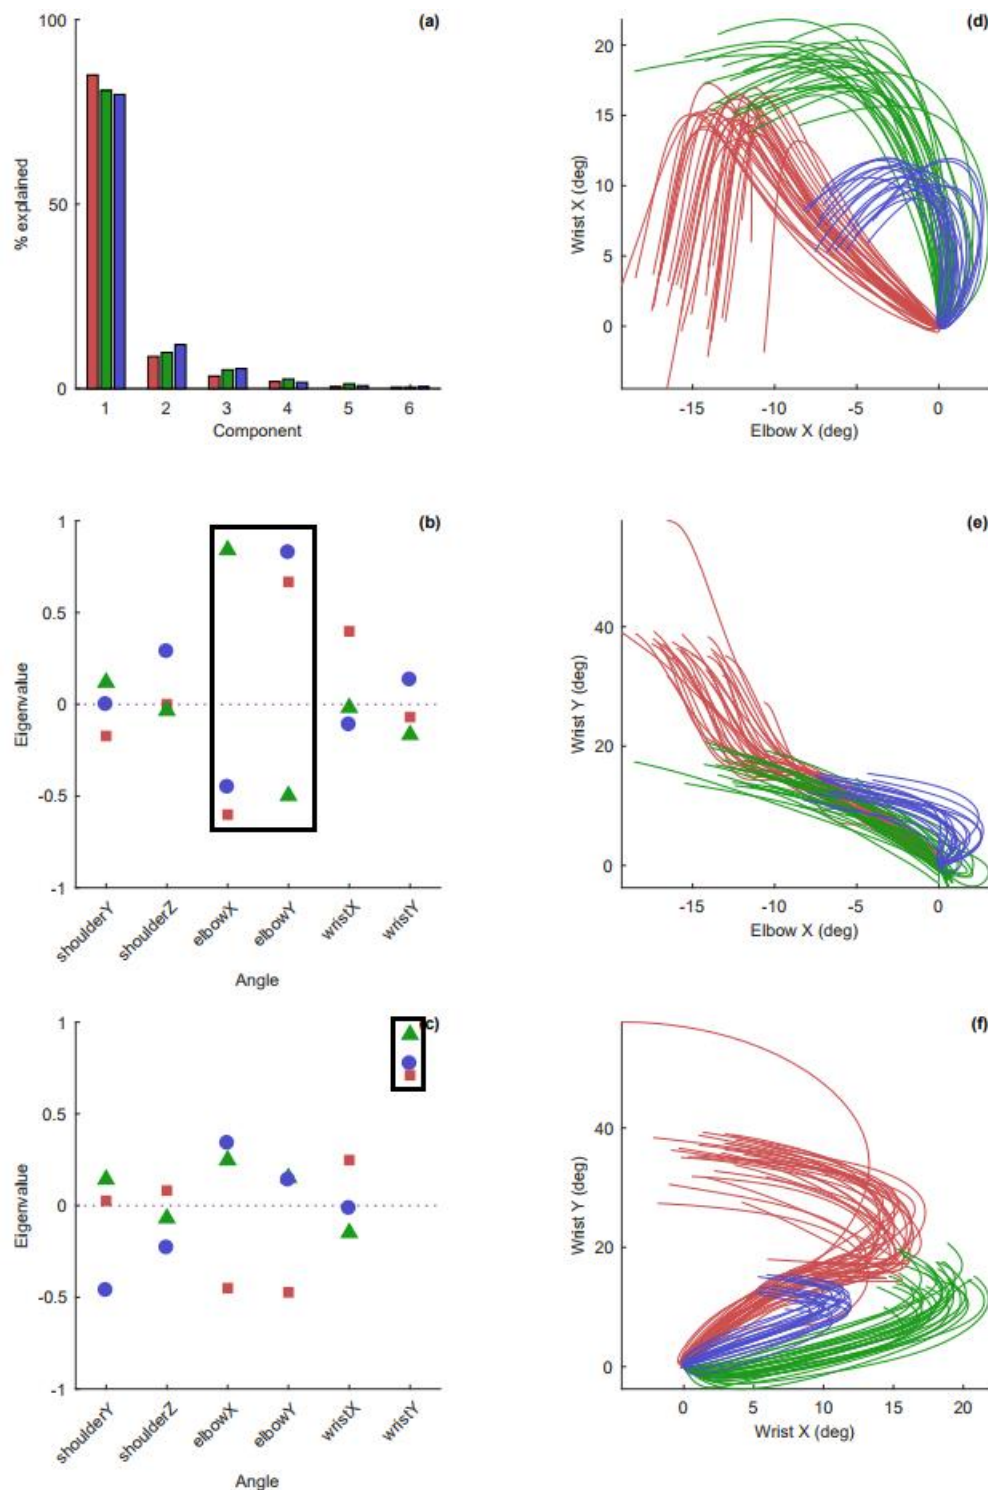 (a)
100
50
0
% explained
1 2 3 4 5 6
Component
(d)
20
15
10
5
0
Wrist X (deg)
-15 -10 -5 0
Elbow X (deg)
(b)
1
0.5
0
-0.5
-1
Eigenvalue
shoulderY shoulderZ elbowX elbowY wristX wristY
Angle
(e)
40
20
0
Wrist Y (deg)
-15 -10 -5 0
Elbow X (deg)
(c)
1
0.5
0
-0.5
-1
Eigenvalue
shoulderY shoulderZ elbowX elbowY wristX wristY
Angle
(f)
40
20
0
Wrist Y (deg)
0 5 10 15 20
Wrist X (deg)